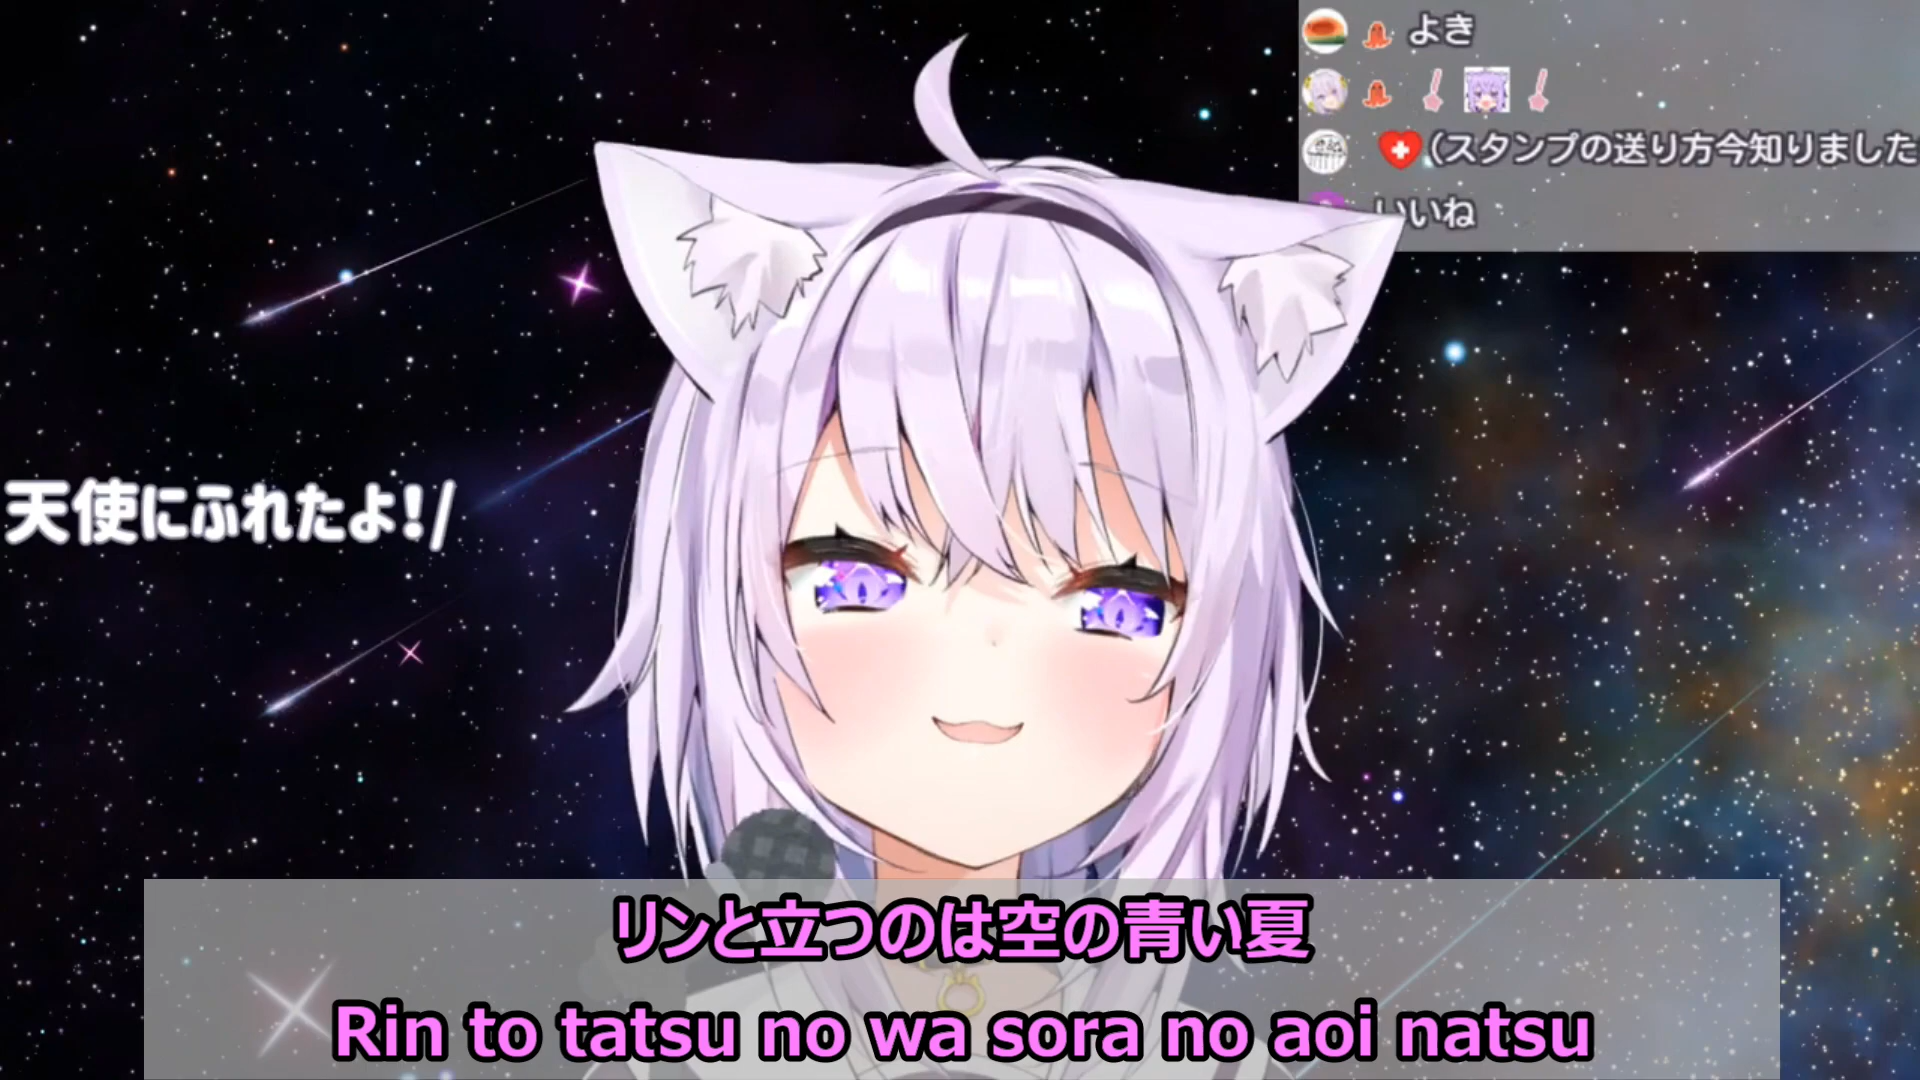 よき
(スタンプの送り方今知りました
いいね
天使にふれたよ!/
リンと立つのは空の青い夏
Rin to tatsu no wa sora no aoi natsu